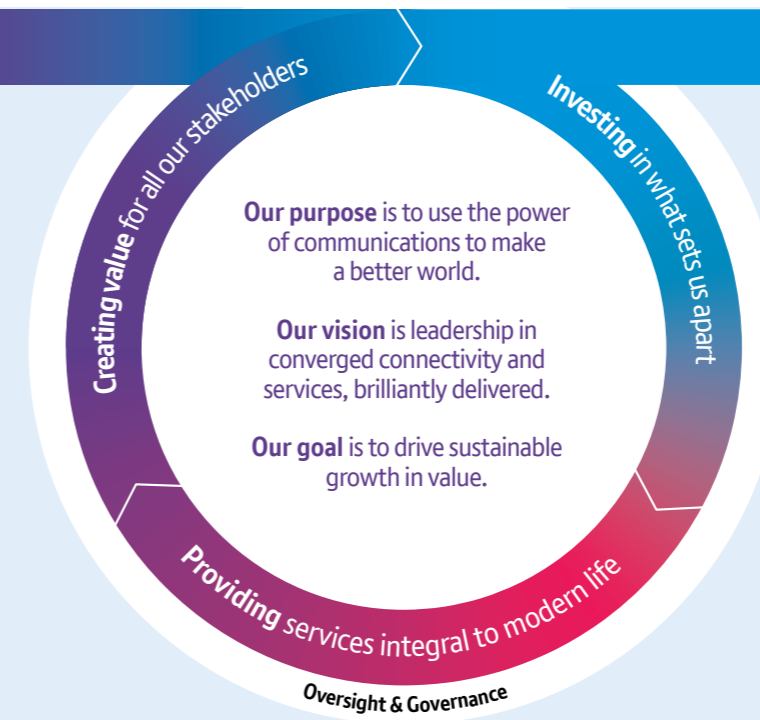 Creating value for all our stakeholders
Investing in what sets us apart
Our purpose is to use the power
of communications to make
a better world.
Our vision is leadership in
converged connectivity and
services, brilliantly delivered.
Our goal is to drive sustainable
growth in value.
Providing services integral to modern life
Oversight & Governance